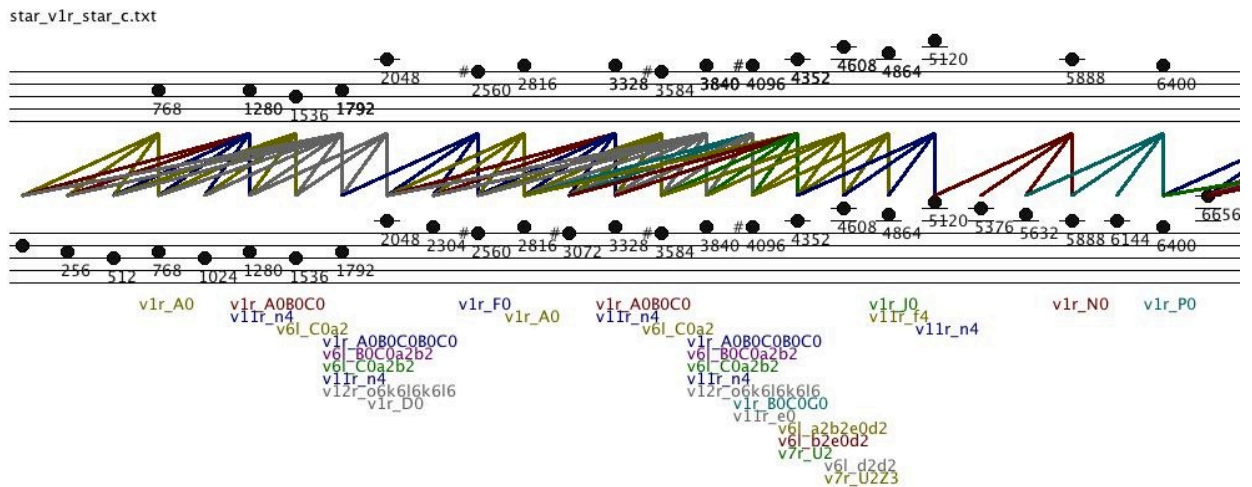 star_v1r_star_c.txt
768 1280 1536 1792 2048 # 2560 2816 3328 # 3584 3840 # 4096 4352 4608 4864 5120 5888 6400
256 512 768 1024 1280 1536 1792 2048 2304 # 2560 2816 # 3072 3328 # 3584 3840 # 4096 4352 4608 4864 5120 5376 5632 5888 6144 6400 6656
v1r_A0 v1r_A0B0C0 v1r_F0 v1r_A0B0C0 v1r_J0 v1r_N0 v1r_P0
v11r_n4 v1r_A0 v11r_n4 v11r_f4
v6l_C0a2 v6l_C0a2 v11r_n4
v1r_A0B0C0B0C0 v1r_A0B0C0B0C0
v6l_B0C0a2b2 v6l_B0C0a2b2
v6l_C0a2b2 v6l_C0a2b2
v11r_n4 v11r_n4
v12r_o6k6l6k6l6 v12r_o6k6l6k6l6
v1r_D0 v1r_B0C0G0
v11r_e0
v6l_a2b2e0d2
v6l_b2e0d2
v7r_U2
v6l_d2d2
v7r_U2Z3